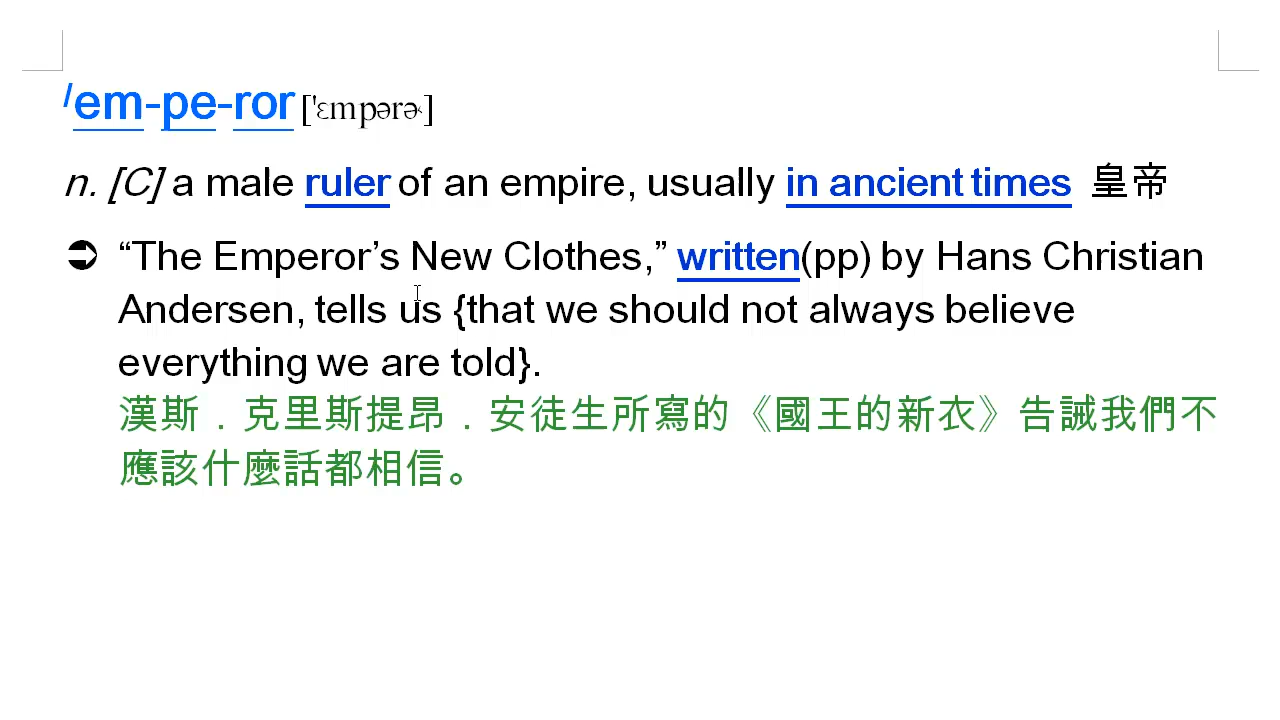 ˈem-pe-ror [ˈɛmpərɚ]
n. [C] a male ruler of an empire, usually in ancient times 皇帝
➲ “The Emperor’s New Clothes,” written(pp) by Hans Christian
Andersen, tells us {that we should not always believe
everything we are told}.
漢斯．克里斯提昂．安徒生所寫的《國王的新衣》告誡我們不
應該什麼話都相信。